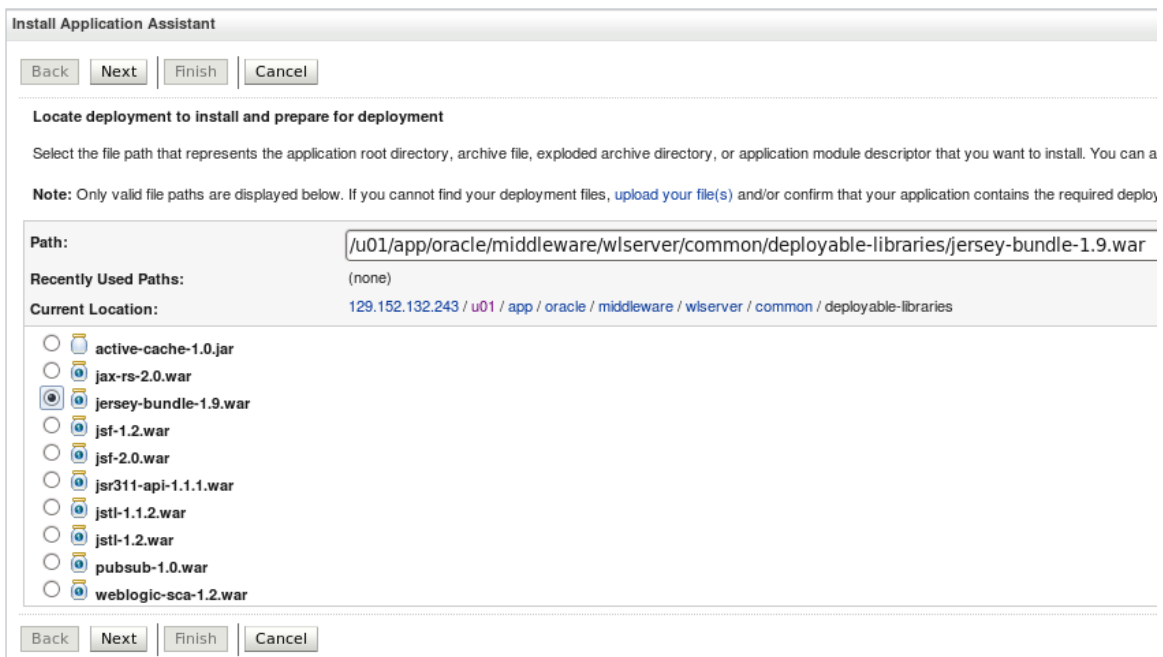 Install Application Assistant
Back Next Finish Cancel
Locate deployment to install and prepare for deployment
Select the file path that represents the application root directory, archive file, exploded archive directory, or application module descriptor that you want to install. You can a
Note: Only valid file paths are displayed below. If you cannot find your deployment files, upload your file(s) and/or confirm that your application contains the required deploy
Path: /u01/app/oracle/middleware/wlserver/common/deployable-libraries/jersey-bundle-1.9.war
Recently Used Paths: (none)
Current Location: 129.152.132.243 / u01 / app / oracle / middleware / wlserver / common / deployable-libraries
active-cache-1.0.jar
jax-rs-2.0.war
jersey-bundle-1.9.war
jsf-1.2.war
jsf-2.0.war
jsr311-api-1.1.1.war
jstl-1.1.2.war
jstl-1.2.war
pubsub-1.0.war
weblogic-sca-1.2.war
Back Next Finish Cancel